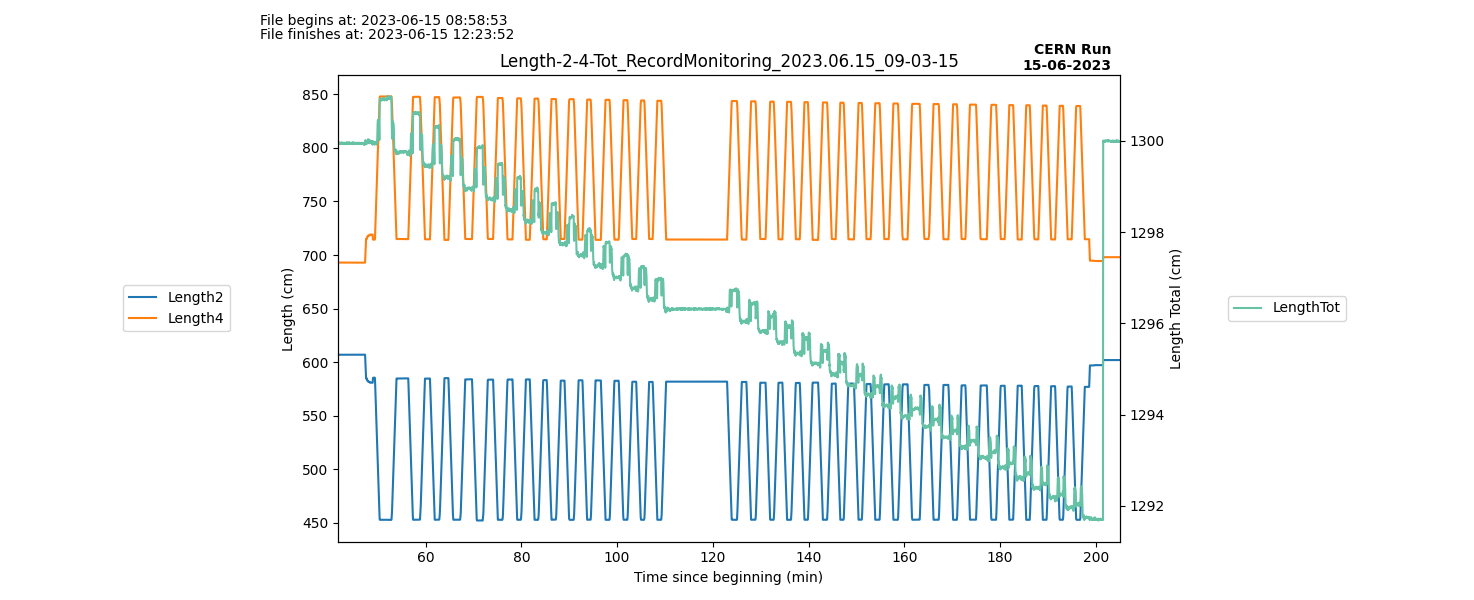 File begins at: 2023-06-15 08:58:53
File finishes at: 2023-06-15 12:23:52
CERN Run
15-06-2023
Length-2-4-Tot_RecordMonitoring_2023.06.15_09-03-15
850
800
750
700
650
600
550
500
450
Length (cm)
Length2
Length4
1300
1298
1296
1294
1292
Length Total (cm)
LengthTot
60 80 100 120 140 160 180 200
Time since beginning (min)